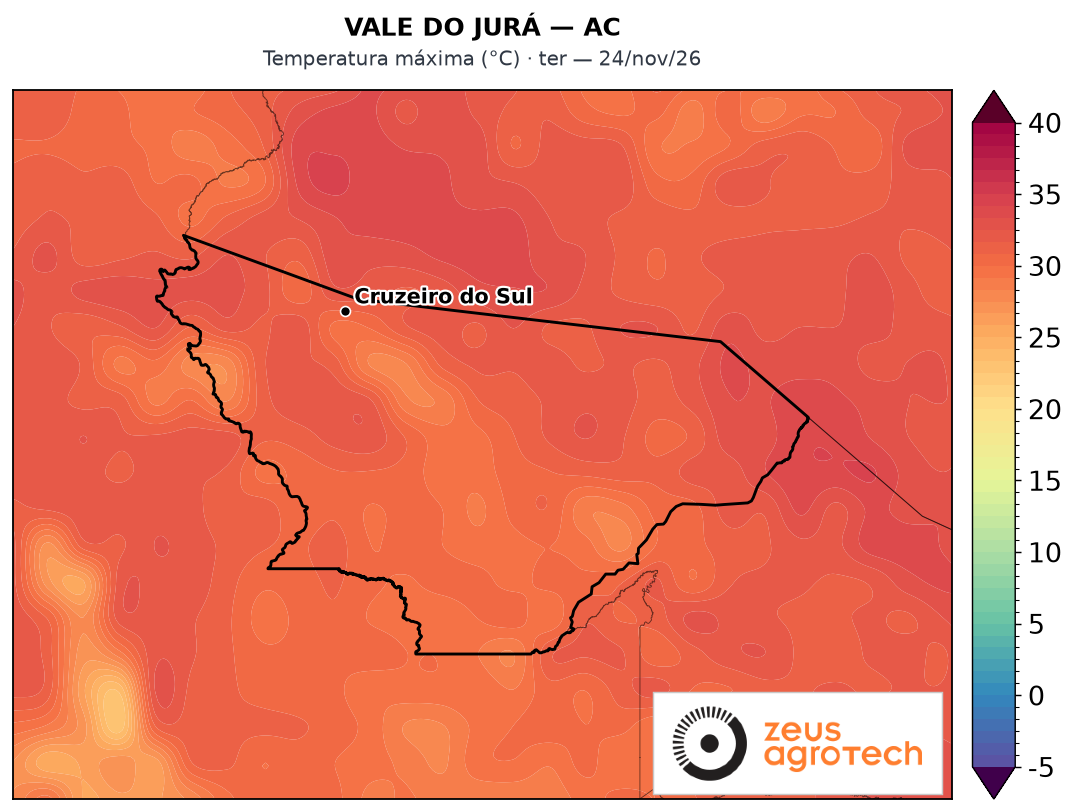 VALE DO JURÁ — AC
Temperatura máxima (°C) · ter — 24/nov/26
Cruzeiro do Sul
40
35
30
25
20
15
10
5
0
-5
zeus
agrotech